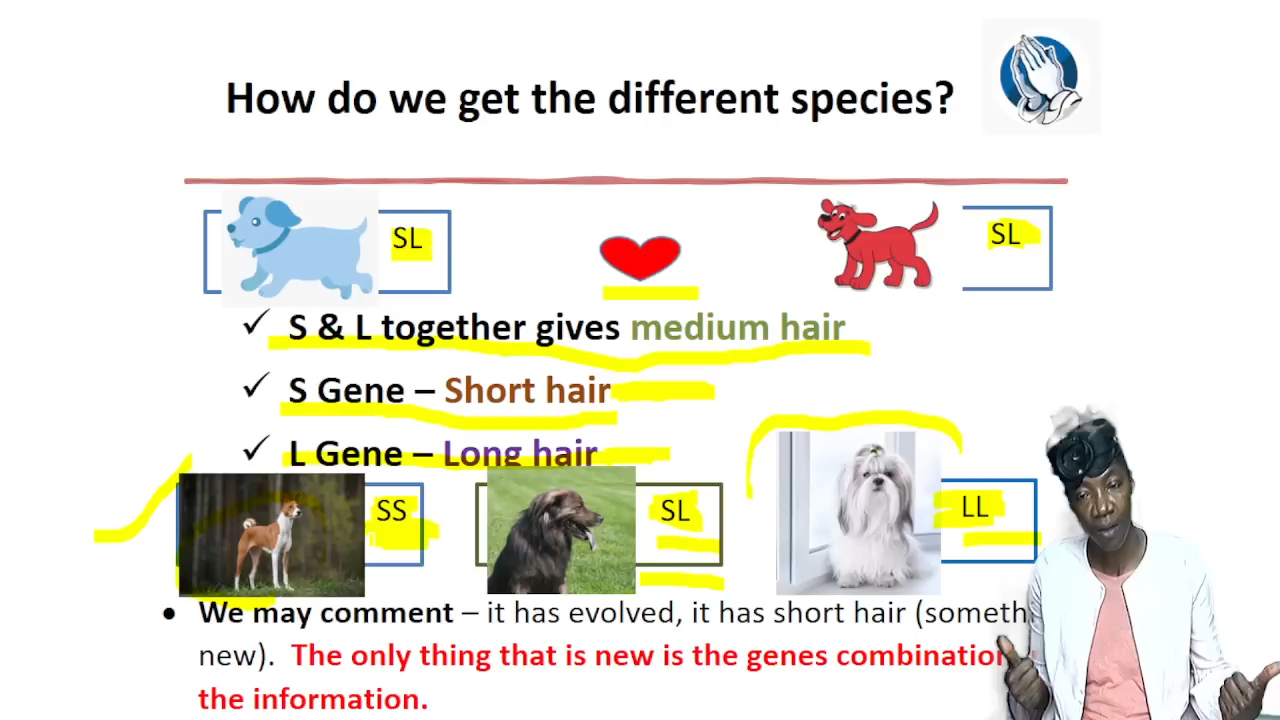 How do we get the different species?
SL
SL
S & L together gives medium hair
S Gene – Short hair
L Gene – Long hair
SS
SL
LL
We may comment – it has evolved, it has short hair (someth
new). The only thing that is new is the genes combination
the information.